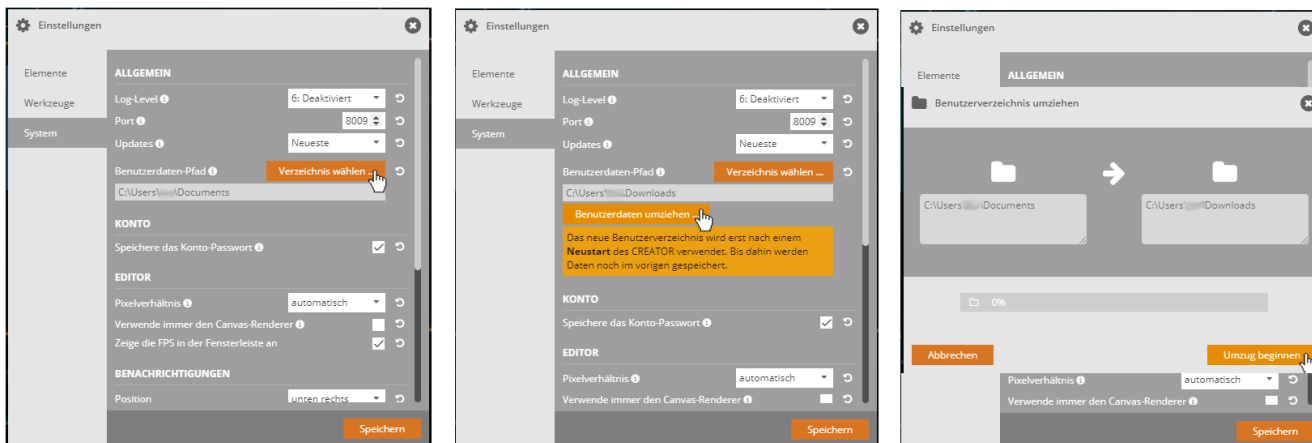 Einstellungen
Elemente
Werkzeuge
System
ALLGEMEIN
Log-Level 6: Deaktiviert
Port 8009
Updates Neueste
Benutzerdaten-Pfad Verzeichnis wählen ...
C:\Users\ \Documents
KONTO
Speichere das Konto-Passwort
EDITOR
Pixelverhältnis automatisch
Verwende immer den Canvas-Renderer
Zeige die FPS in der Fensterleiste an
BENACHRICHTIGUNGEN
Position unten rechts
Speichern
Einstellungen
Elemente
Werkzeuge
System
ALLGEMEIN
Log-Level 6: Deaktiviert
Port 8009
Updates Neueste
Benutzerdaten-Pfad Verzeichnis wählen ...
C:\Users\ Downloads
Benutzerdaten umziehen ...
Das neue Benutzerverzeichnis wird erst nach einem
Neustart des CREATOR verwendet. Bis dahin werden
Daten noch im vorigen gespeichert.
KONTO
Speichere das Konto-Passwort
EDITOR
Pixelverhältnis automatisch
Verwende immer den Canvas-Renderer
Speichern
Einstellungen
Elemente
ALLGEMEIN
Benutzerverzeichnis umziehen
C:\Users\ \Documents
C:\Users\ Downloads
0%
Abbrechen
Umzug beginnen
Pixelverhältnis automatisch
Verwende immer den Canvas-Renderer
Speichern